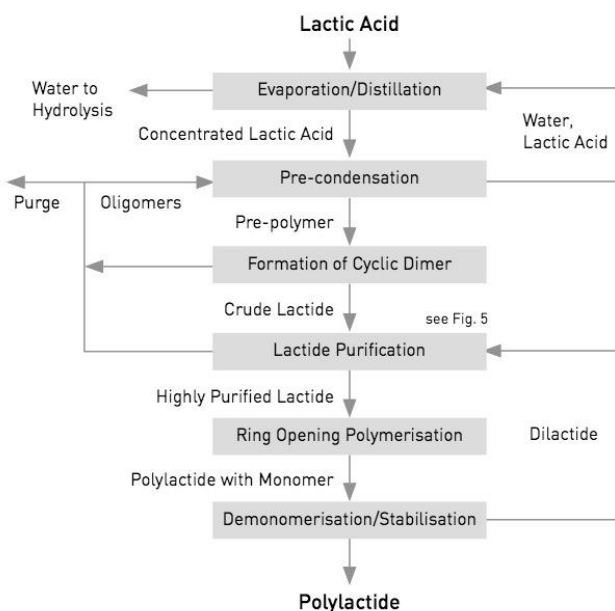 Lactic Acid
Water to
Hydrolysis
Evaporation/Distillation
Concentrated Lactic Acid
Water,
Lactic Acid
Pre-condensation
Purge
Oligomers
Pre-polymer
Formation of Cyclic Dimer
Crude Lactide
see Fig. 5
Lactide Purification
Highly Purified Lactide
Ring Opening Polymerisation
Dilactide
Polylactide with Monomer
Demonomerisation/Stabilisation
Polylactide